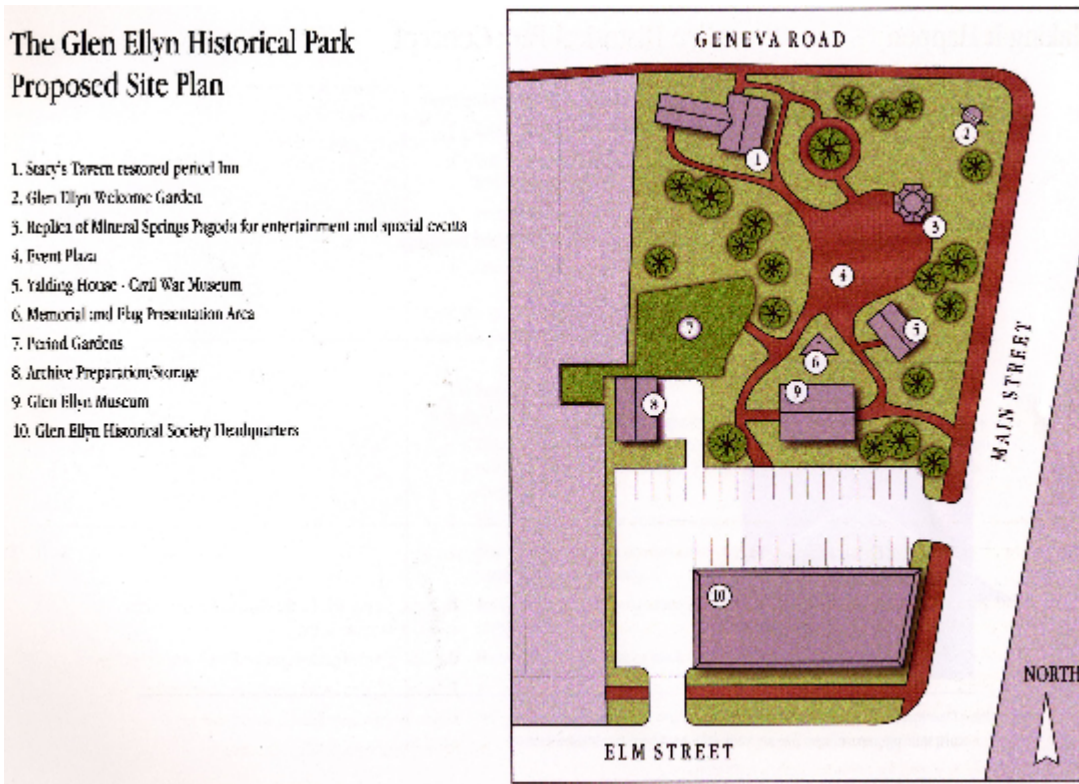 The Glen Ellyn Historical Park
Proposed Site Plan
1. Stacy's Tavern restored period Inn
2. Glen Ellyn Welcome Garden
3. Replica of Mineral Springs Pagoda for entertainment and special events
4. Event Plaza
5. Yalding House - Civil War Museum
6. Memorial and Flag Presentation Area
7. Period Gardens
8. Archive Preparation/Storage
9. Glen Ellyn Museum
10. Glen Ellyn Historical Society Headquarters
GENEVA ROAD
1
2
3
4
5
6
7
8
9
10
MAIN STREET
NORTH
ELM STREET